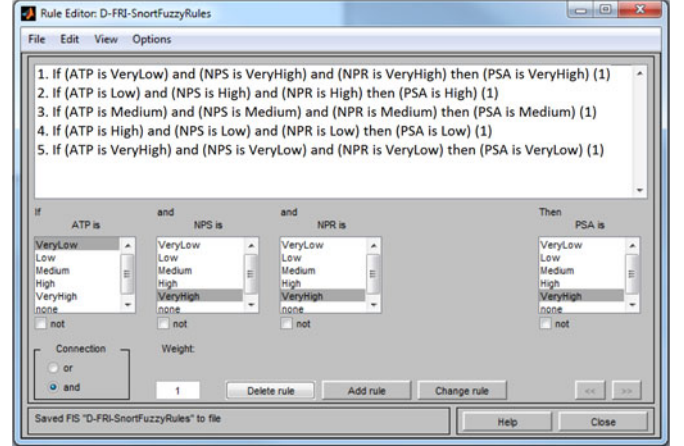 Rule Editor: D-FRI-SnortFuzzyRules
File Edit View Options
1. If (ATP is VeryLow) and (NPS is VeryHigh) and (NPR is VeryHigh) then (PSA is VeryHigh) (1)
2. If (ATP is Low) and (NPS is High) and (NPR is High) then (PSA is High) (1)
3. If (ATP is Medium) and (NPS is Medium) and (NPR is Medium) then (PSA is Medium) (1)
4. If (ATP is High) and (NPS is Low) and (NPR is Low) then (PSA is Low) (1)
5. If (ATP is VeryHigh) and (NPS is VeryLow) and (NPR is VeryLow) then (PSA is VeryLow) (1)
If and and Then
ATP is NPS is NPR is PSA is
VeryLow VeryLow VeryLow VeryLow
Low Low Low Low
Medium Medium Medium Medium
High High High High
VeryHigh VeryHigh VeryHigh VeryHigh
none none none none
not not not not
Connection Weight:
or
and 1 Delete rule Add rule Change rule << >>
Saved FIS "D-FRI-SnortFuzzyRules" to file Help Close